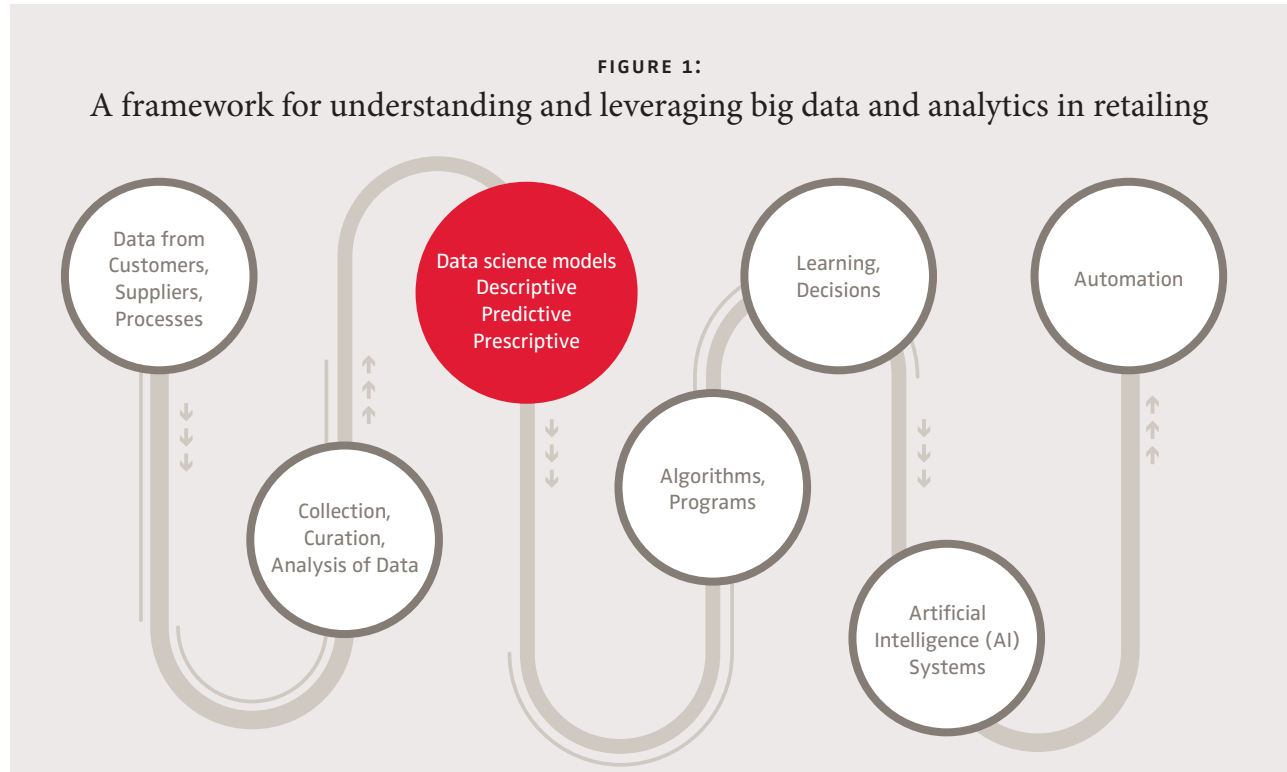 FIGURE 1:
A framework for understanding and leveraging big data and analytics in retailing
Data from
Customers,
Suppliers,
Processes
Collection,
Curation,
Analysis of Data
Data science models
Descriptive
Predictive
Prescriptive
Algorithms,
Programs
Learning,
Decisions
Artificial
Intelligence (AI)
Systems
Automation